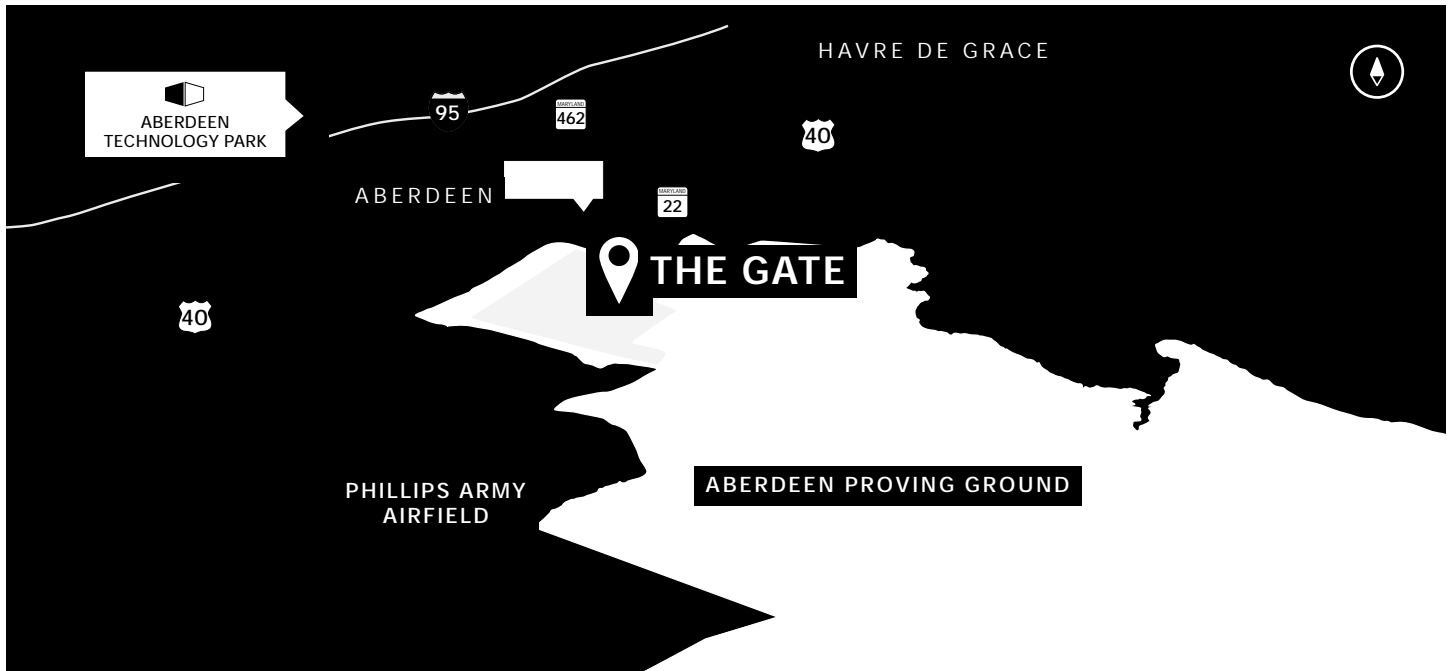 HAVRE DE GRACE
95
MARYLAND
462
ABERDEEN
TECHNOLOGY PARK
40
ABERDEEN
MARYLAND
22
THE GATE
40
PHILLIPS ARMY
AIRFIELD
ABERDEEN PROVING GROUND